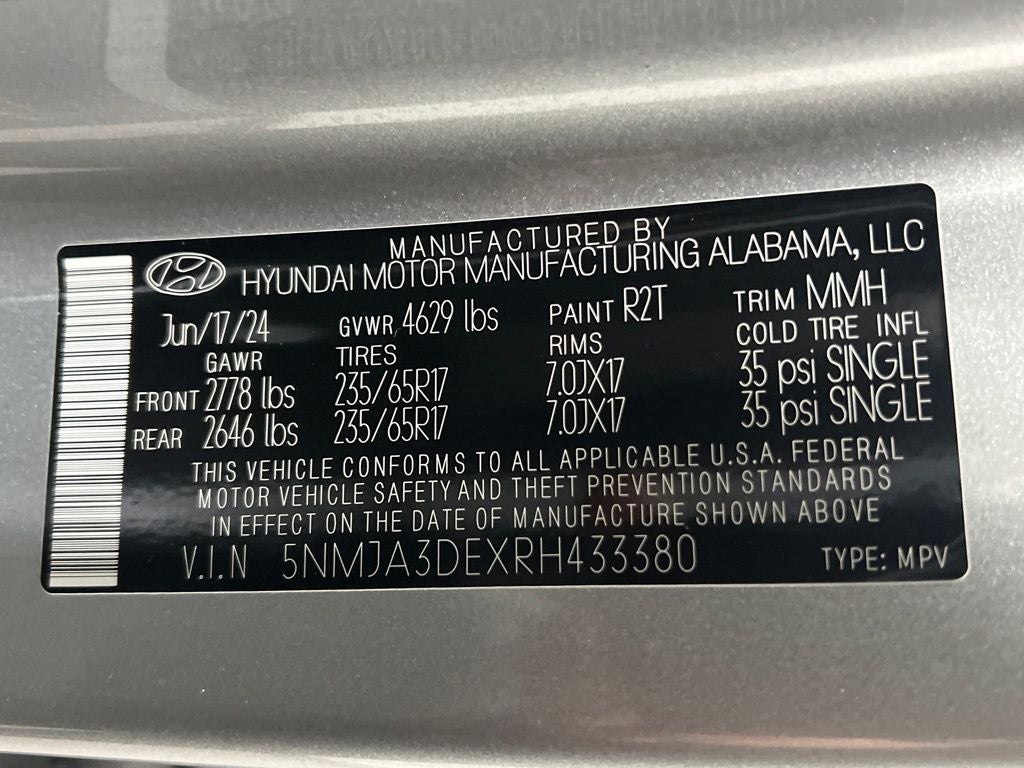 MANUFACTURED BY
HYUNDAI MOTOR MANUFACTURING ALABAMA, LLC
Jun/17/24 GVWR 4629 lbs PAINT R2T TRIM MMH
GAWR TIRES RIMS COLD TIRE INFL
FRONT 2778 lbs 235/65R17 7.0JX17 35 psi SINGLE
REAR 2646 lbs 235/65R17 7.0JX17 35 psi SINGLE
THIS VEHICLE CONFORMS TO ALL APPLICABLE U.S.A. FEDERAL
MOTOR VEHICLE SAFETY AND THEFT PREVENTION STANDARDS
IN EFFECT ON THE DATE OF MANUFACTURE SHOWN ABOVE
V.I.N 5NMJA3DEXRH433380 TYPE: MPV